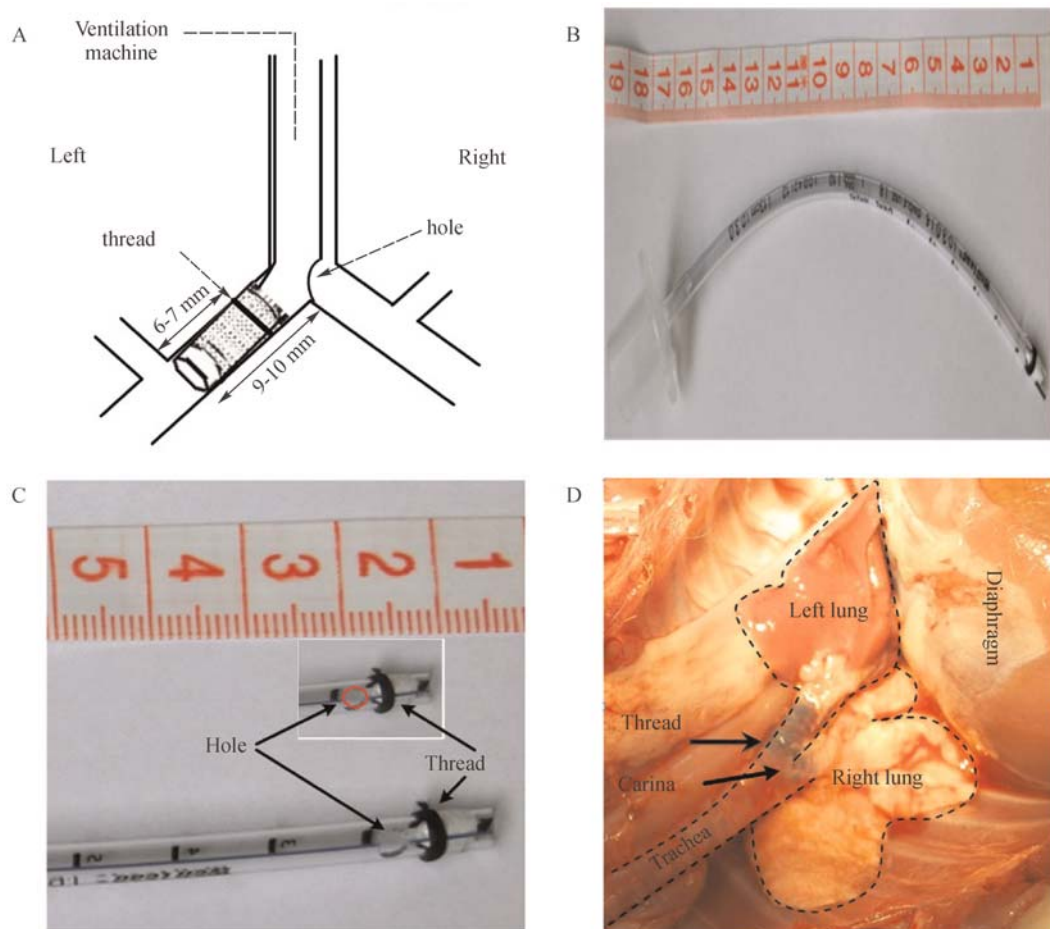 A
Ventilation
machine
Left
Right
thread
hole
6-7 mm
9-10 mm
B
19 18 17 16 15 14 13 12 11 10 9 8 7 6 5 4 3 2 1
C
5 4 3 2 1
Hole
Thread
2 4
D
Left lung
Diaphragm
Thread
Carina
Right lung
Trachea